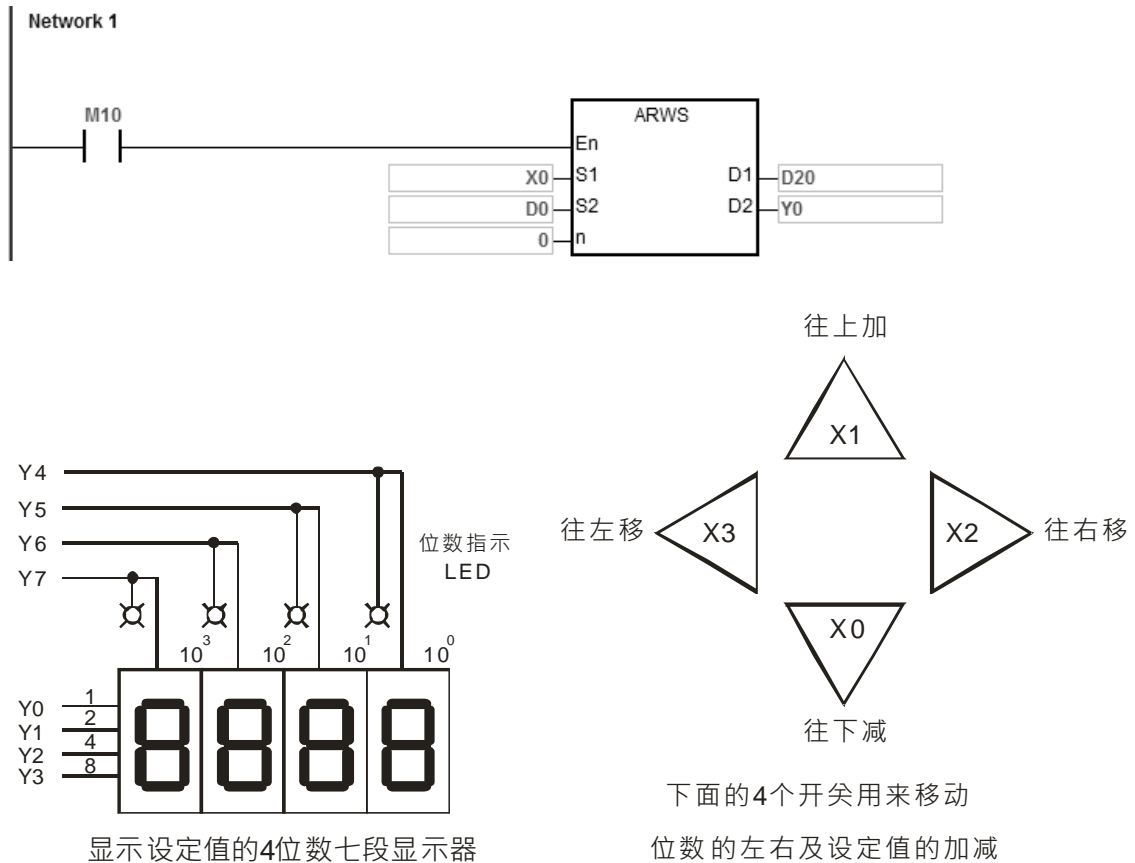 Network 1
M10
ARWS
En
X0 S1 D1 D20
D0 S2 D2 Y0
0 n
往上加
X1
Y4
Y5
Y6
Y7
位数指示
LED
往左移 X3 X2 往右移
X0
10³ 10² 10¹ 10⁰
Y0 1
Y1 2
Y2 4
Y3 8
往下减
下面的4个开关用来移动
显示设定值的4位数七段显示器
位数的左右及设定值的加减